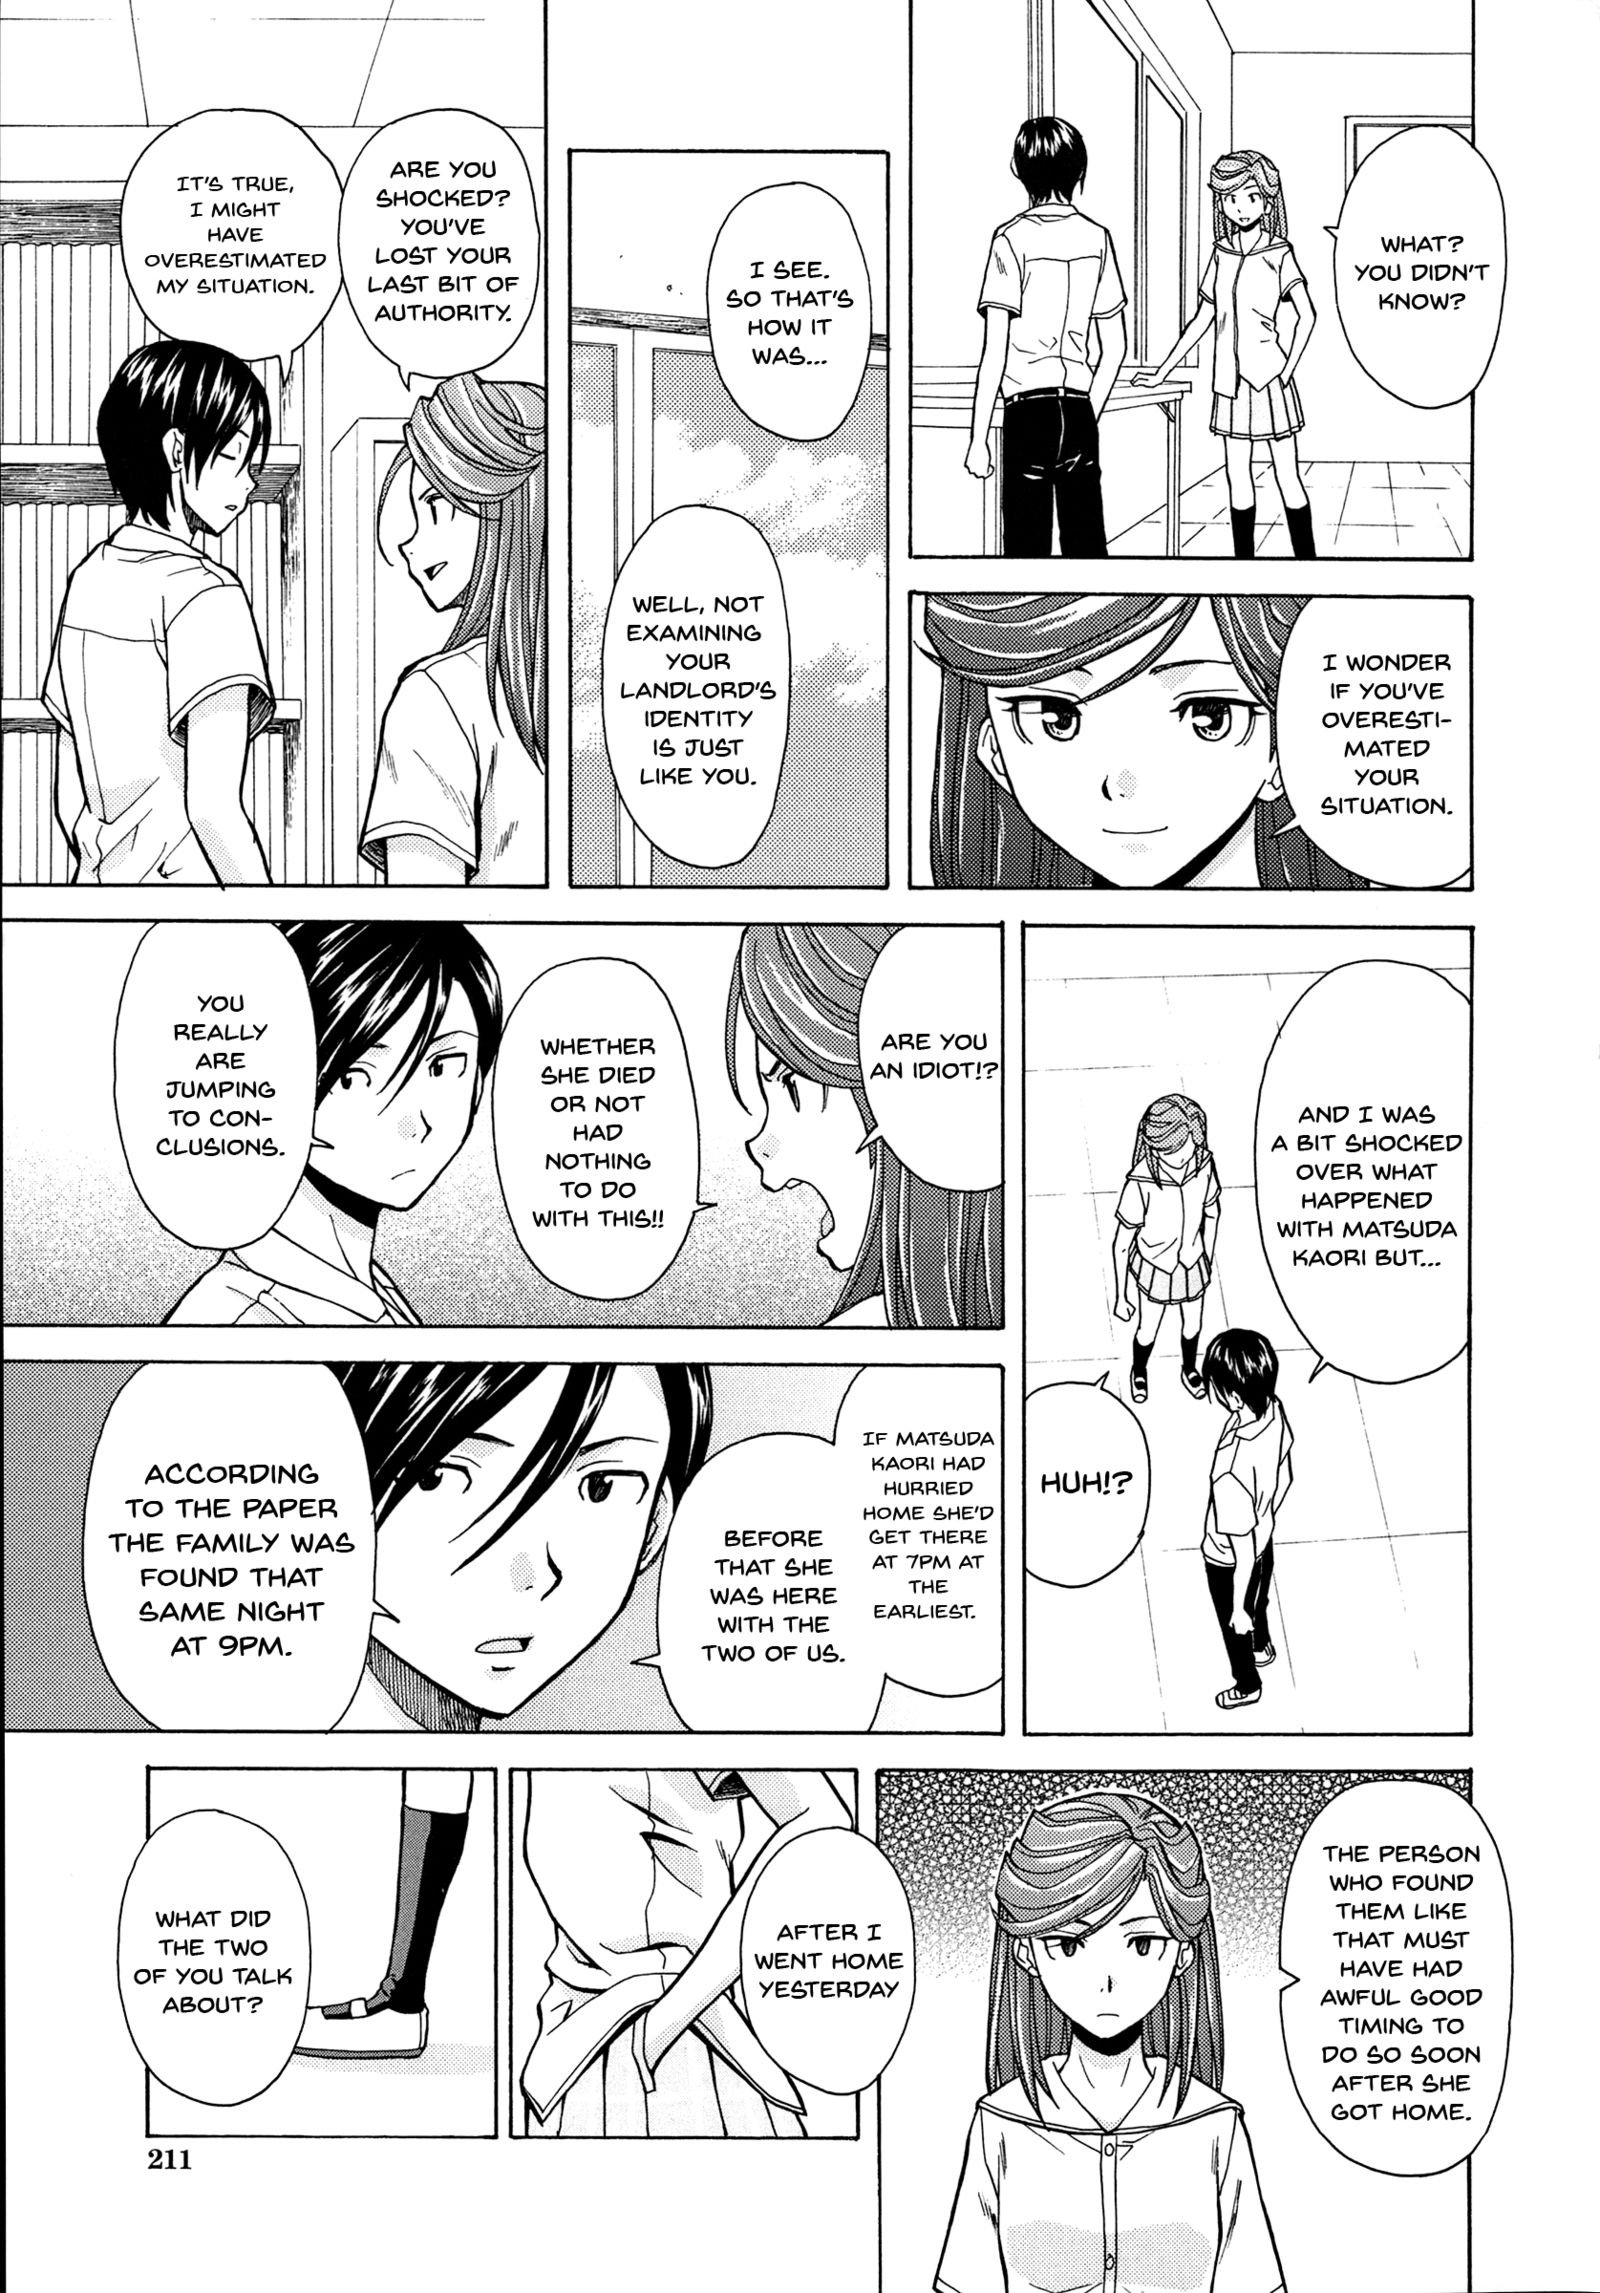 WHAT?
YOU DIDN'T
KNOW?
I WONDER
IF YOU'VE
OVERESTI-
MATED
YOUR
SITUATION.
I SEE.
SO THAT'S
HOW IT
WAS...
WELL, NOT
EXAMINING
YOUR
LANDLORD'S
IDENTITY
IS JUST
LIKE YOU.
ARE YOU
SHOCKED?
YOU'VE
LOST YOUR
LAST BIT OF
AUTHORITY.
IT'S TRUE,
I MIGHT
HAVE
OVERESTIMATED
MY SITUATION.
AND I WAS
A BIT SHOCKED
OVER WHAT
HAPPENED
WITH MATSUDA
KAORI BUT...
HUH!?
ARE YOU
AN IDIOT!?
WHETHER
SHE DIED
OR NOT
HAD
NOTHING
TO DO
WITH THIS!!
YOU
REALLY
ARE
JUMPING
TO CON-
CLUSIONS.
IF MATSUDA
KAORI HAD
HURRIED
HOME SHE'D
GET THERE
AT 7PM AT
THE
EARLIEST.
BEFORE
THAT SHE
WAS HERE
WITH THE
TWO OF US.
ACCORDING
TO THE PAPER
THE FAMILY WAS
FOUND THAT
SAME NIGHT
AT 9PM.
THE PERSON
WHO FOUND
THEM LIKE
THAT MUST
HAVE HAD
AWFUL GOOD
TIMING TO
DO SO SOON
AFTER SHE
GOT HOME.
AFTER I
WENT HOME
YESTERDAY
WHAT DID
THE TWO
OF YOU TALK
ABOUT?
211